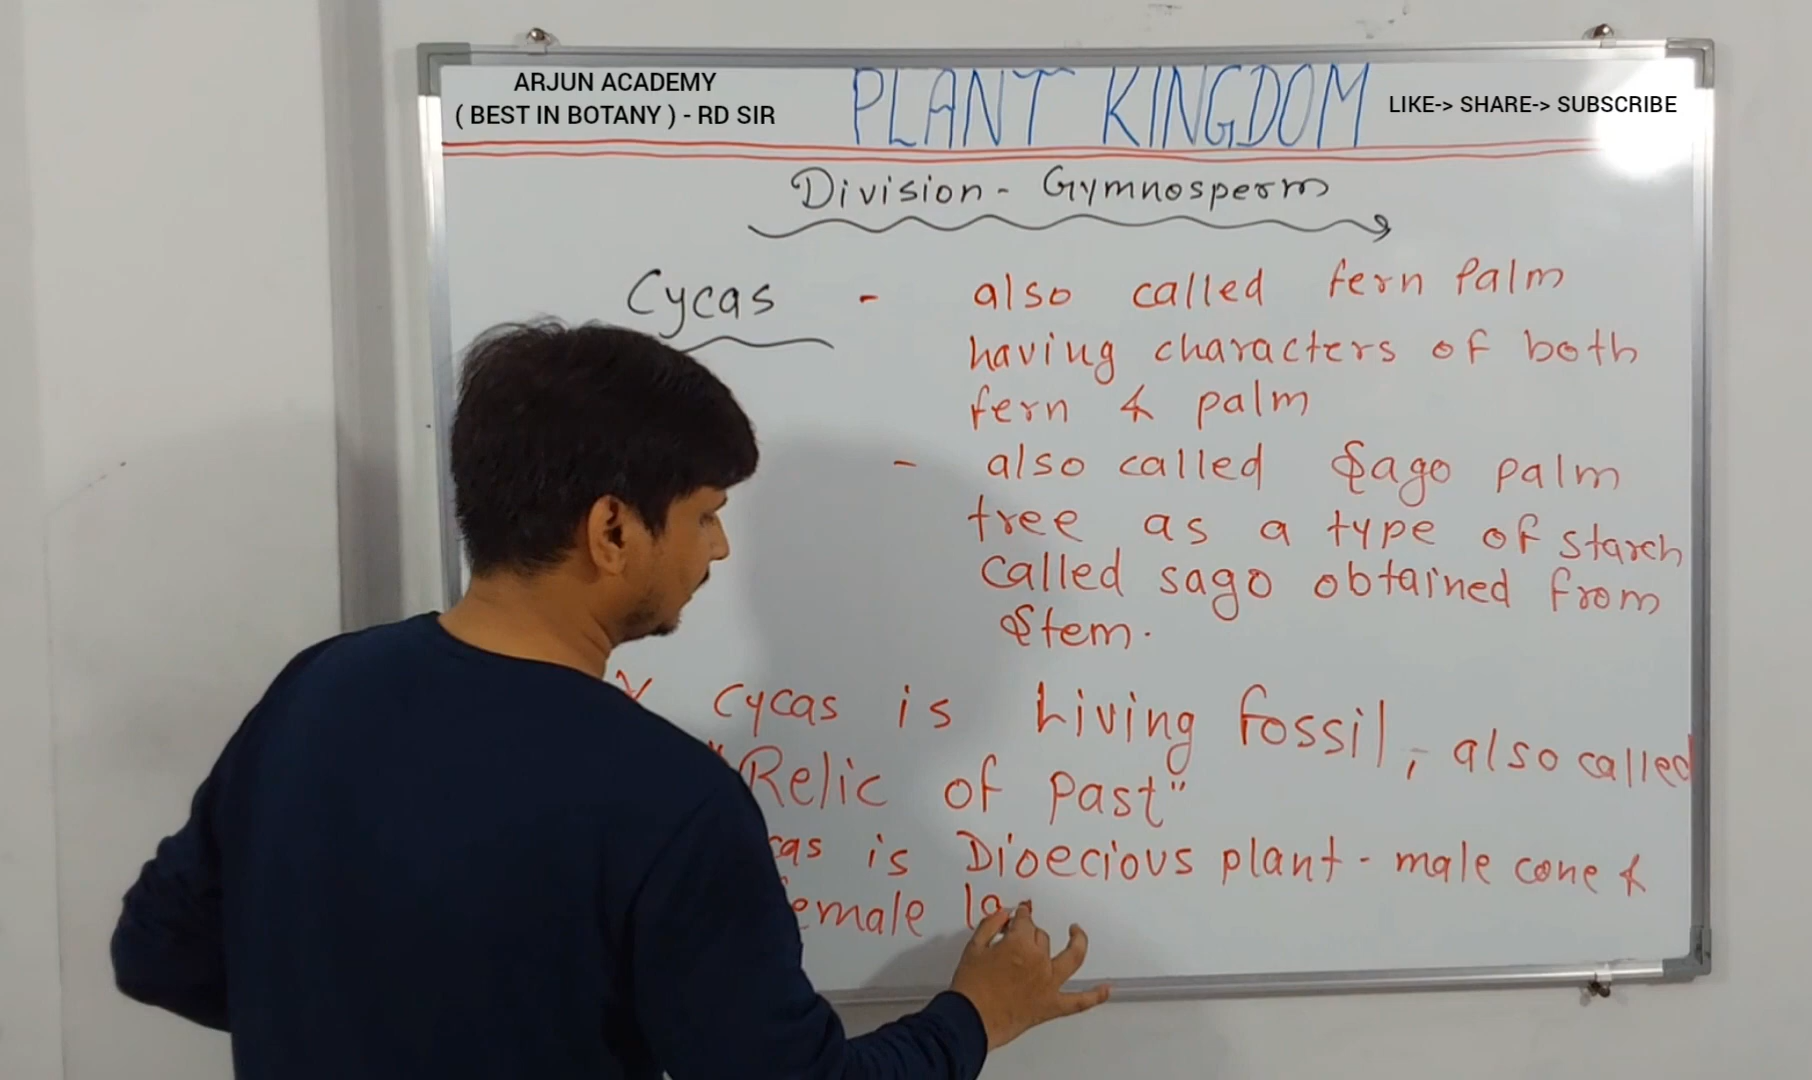 ARJUN ACADEMY
( BEST IN BOTANY ) - RD SIR
PLANT KINGDOM
LIKE-> SHARE-> SUBSCRIBE
Division - Gymnosperm
Cycas - also called fern Palm
having characters of both
fern & palm
- also called Sago palm
tree as a type of starch
called sago obtained from
Stem.
Cycas is Living fossil, also called
"Relic of past"
is Dioecious plant - male cone &
female